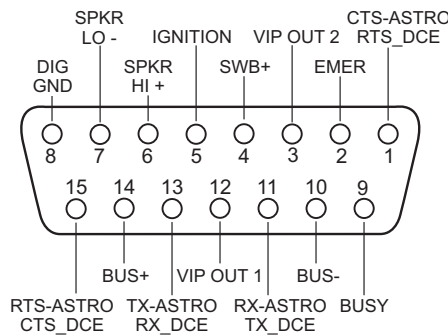 SPKR
LO -
IGNITION
VIP OUT 2
CTS-ASTRO
RTS_DCE
DIG
GND
SPKR
HI +
SWB+
EMER
8 7 6 5 4 3 2 1
15 14 13 12 11 10 9
BUS+
VIP OUT 1
BUS-
RTS-ASTRO
CTS_DCE
TX-ASTRO
RX_DCE
RX-ASTRO
TX_DCE
BUSY